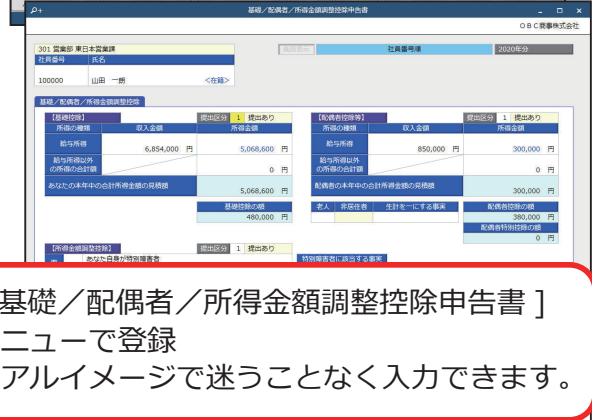 基礎／配偶者／所得金額調整控除申告書
ＯＢＣ商事株式会社
301 営業部 東日本営業課
社員番号順
2020年分
社員番号 氏名
100000 山田 一朗 <在籍>
基礎／配偶者／所得金額調整控除
【基礎控除】 提出区分 1 提出あり
所得の種類 収入金額 所得金額
給与所得 6,854,000 円 5,068,600 円
給与所得以外
の所得の合計額 0 円
あなたの本年中の合計所得金額の見積額 5,068,600 円
基礎控除の額
480,000 円
【配偶者控除等】 提出区分 1 提出あり
所得の種類 収入金額 所得金額
給与所得 850,000 円 300,000 円
給与所得以外
の所得の合計額 0 円
配偶者の本年中の合計所得金額の見積額 300,000 円
老人 非居住者 生計を一にする事実 配偶者控除の額
380,000 円
配偶者特別控除の額
0 円
【所得金額調整控除】 提出区分 1 提出あり
あなた自身が特別障害者
特別障害者に該当する事実
基礎／配偶者／所得金額調整控除申告書 ]
ニューで登録
アルイメージで迷うことなく入力できます。